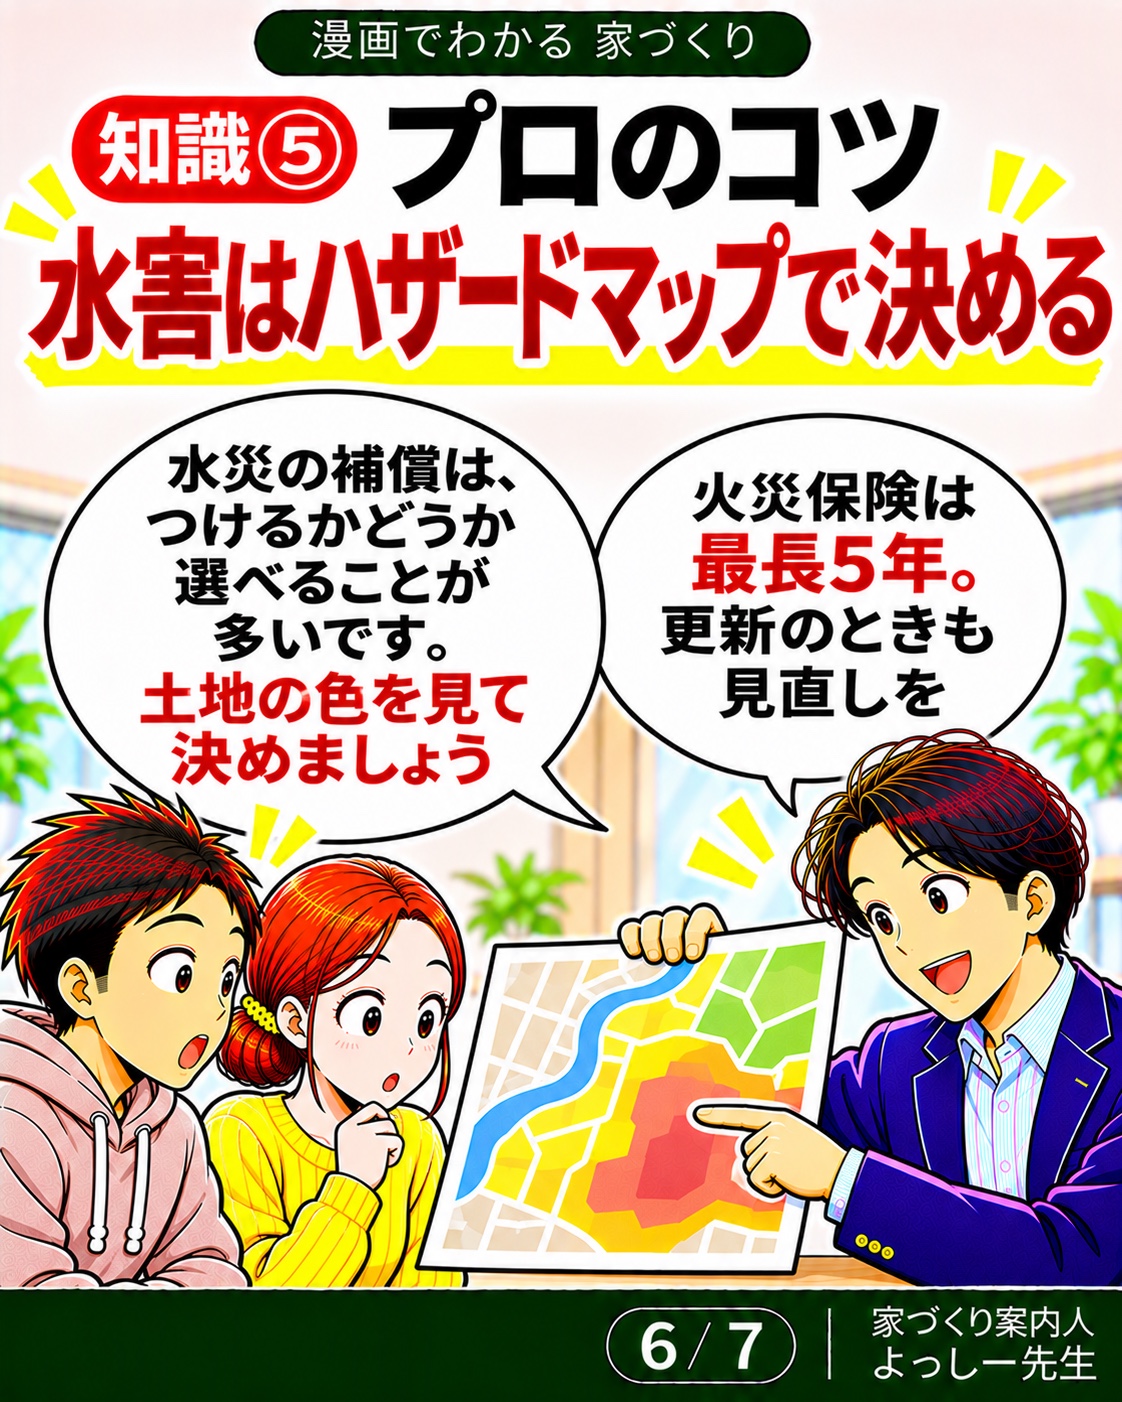 漫画でわかる 家づくり
知識⑤ プロのコツ
水害はハザードマップで決める
水災の補償は、
つけるかどうか
選べることが
多いです。
土地の色を見て
決めましょう
火災保険は
最長5年。
更新のときも
見直しを
6/7
家づくり案内人
よっしー先生